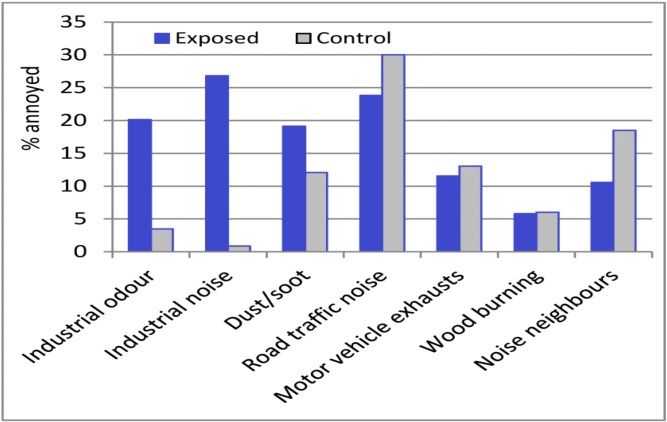 35
30
25
20
15
10
5
0
% annoyed
Exposed Control
Industrial odour
Industrial noise
Dust/soot
Road traffic noise
Motor vehicle exhausts
Wood burning
Noise neighbours